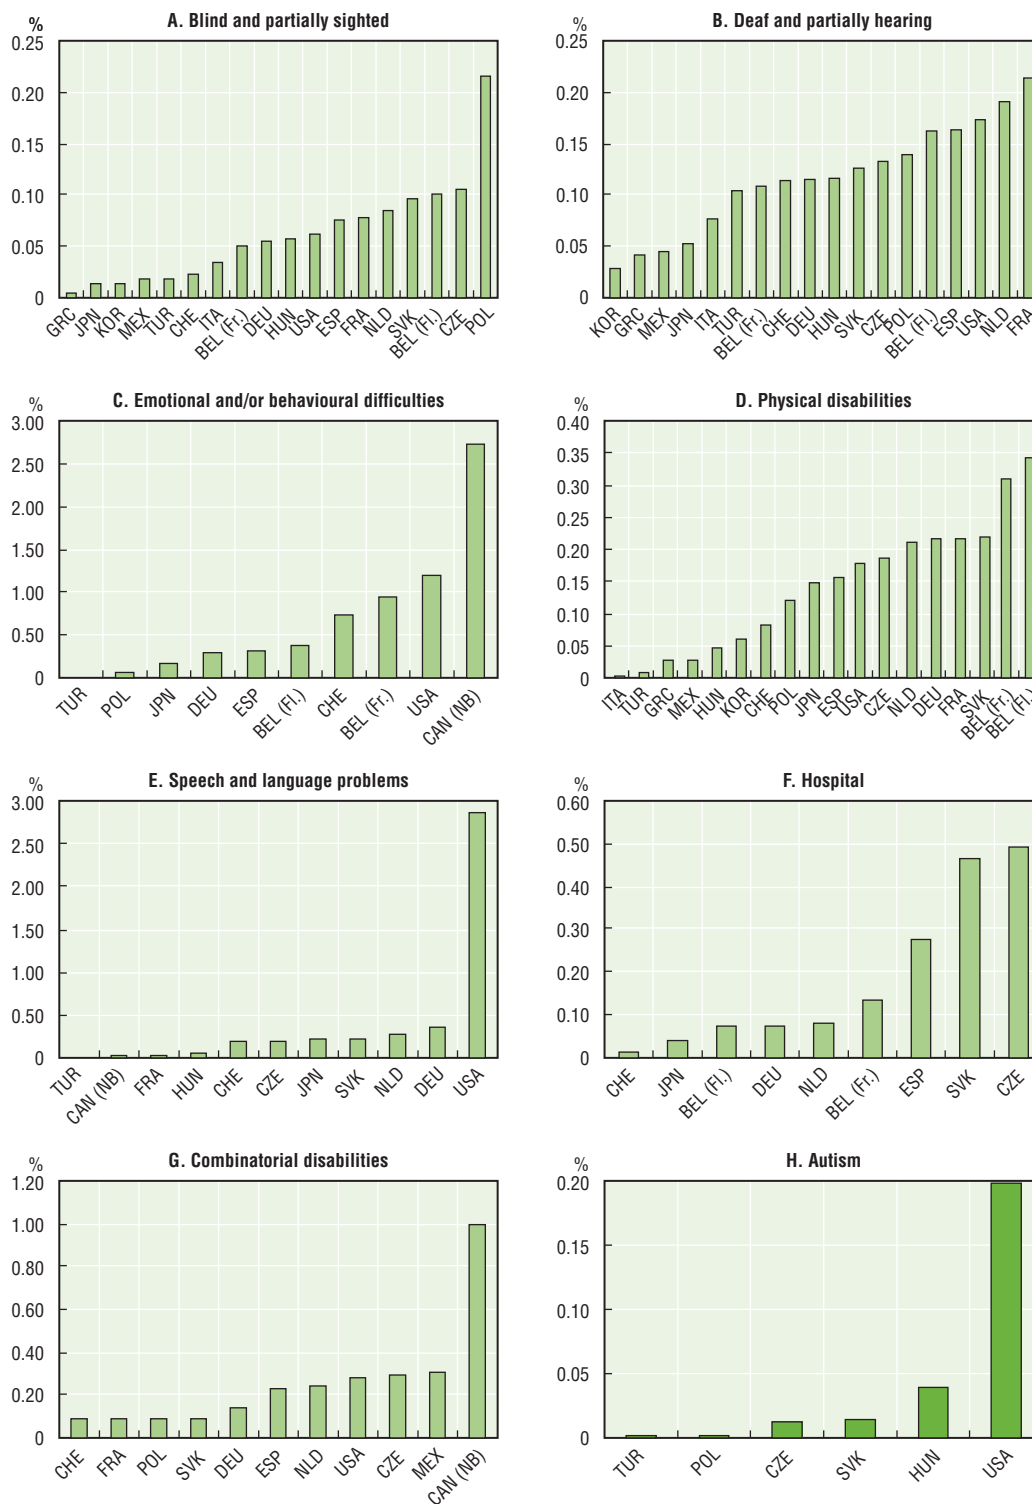 A. Blind and partially sighted
%
0.25
0.20
0.15
0.10
0.05
0
GRC
JPN
KOR
MEX
TUR
CHE
ITA
BEL (Fr.)
DEU
HUN
USA
ESP
FRA
NLD
SVK
BEL (Fl.)
CZE
POL
B. Deaf and partially hearing
%
0.25
0.20
0.15
0.10
0.05
0
KOR
GRC
MEX
JPN
ITA
TUR
BEL (Fr.)
CHE
DEU
HUN
SVK
CZE
POL
BEL (Fl.)
ESP
USA
NLD
FRA
C. Emotional and/or behavioural difficulties
%
3.00
2.50
2.00
1.50
1.00
0.50
0
TUR
POL
JPN
DEU
ESP
BEL (Fl.)
CHE
BEL (Fr.)
USA
CAN (NB)
D. Physical disabilities
%
0.40
0.35
0.30
0.25
0.20
0.15
0.10
0.05
0
ITA
TUR
GRC
MEX
HUN
KOR
CHE
POL
JPN
ESP
USA
CZE
NLD
DEU
FRA
SVK
BEL (Fr.)
BEL (Fl.)
E. Speech and language problems
%
3.00
2.50
2.00
1.50
1.00
0.50
0
TUR
CAN (NB)
FRA
HUN
CHE
CZE
JPN
SVK
NLD
DEU
USA
F. Hospital
%
0.60
0.50
0.40
0.30
0.20
0.10
0
CHE
JPN
BEL (Fl.)
DEU
NLD
BEL (Fr.)
ESP
SVK
CZE
G. Combinatorial disabilities
%
1.20
1.00
0.80
0.60
0.40
0.20
0
CHE
FRA
POL
SVK
DEU
ESP
NLD
USA
CZE
MEX
CAN (NB)
H. Autism
%
0.20
0.15
0.10
0.05
0
TUR
POL
CZE
SVK
HUN
USA